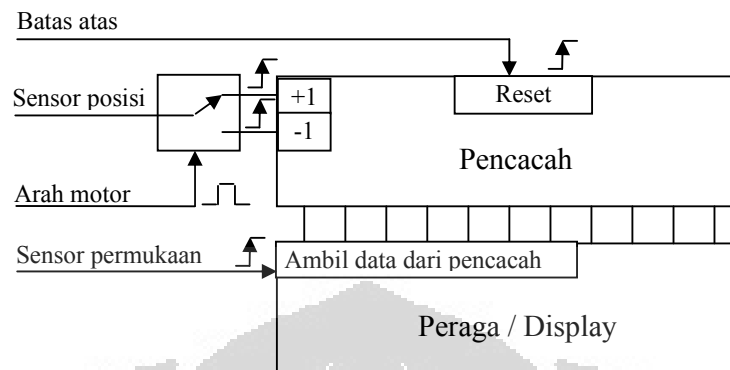 Batas atas
Sensor posisi
+1
-1
Reset
Pencacah
Arah motor
Sensor permukaan
Ambil data dari pencacah
Peraga / Display